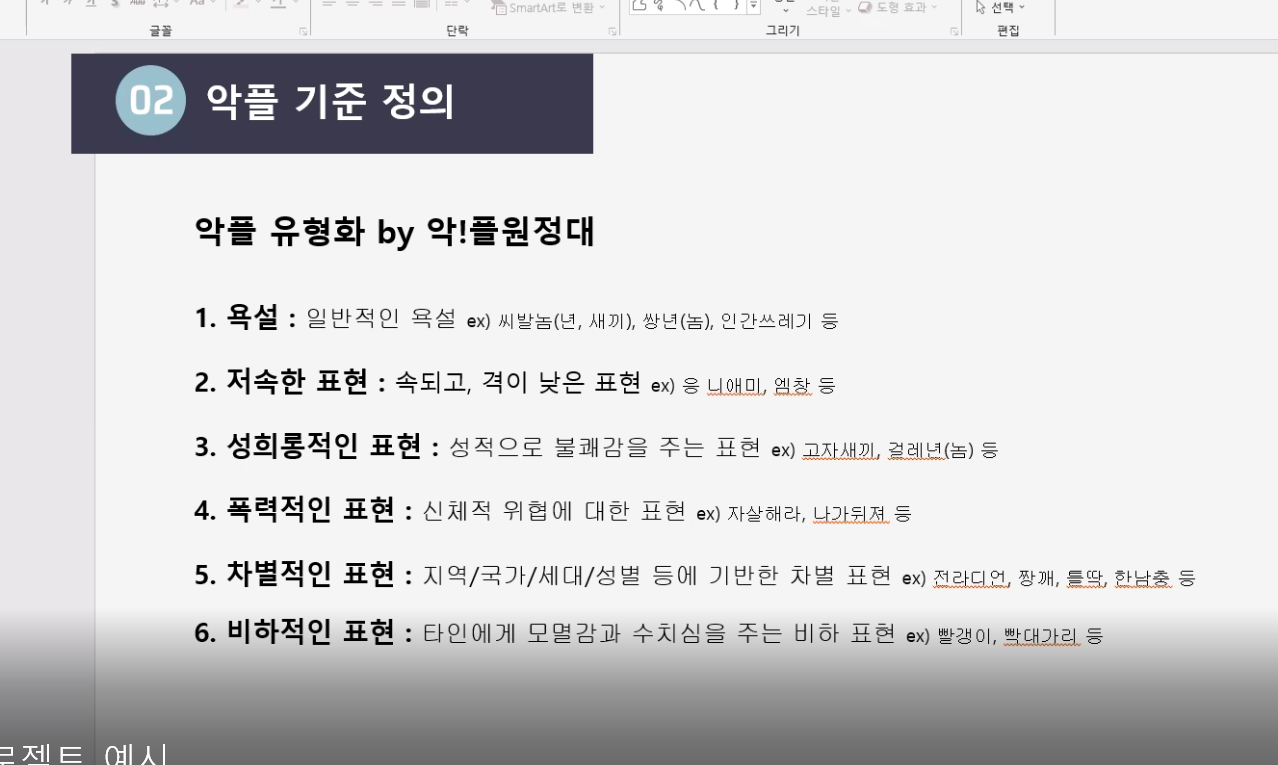 SmartArt로 변환
스타일
도형 효과
선택
글꼴
단락
그리기
편집
02 악플 기준 정의
악플 유형화 by 악!플원정대
1. 욕설 : 일반적인 욕설 ex) 씨발놈(년, 새끼), 쌍년(놈), 인간쓰레기 등
2. 저속한 표현 : 속되고, 격이 낮은 표현 ex) 응 니애미, 엠창 등
3. 성희롱적인 표현 : 성적으로 불쾌감을 주는 표현 ex) 고자새끼, 걸레년(놈) 등
4. 폭력적인 표현 : 신체적 위협에 대한 표현 ex) 자살해라, 나가뒤져 등
5. 차별적인 표현 : 지역/국가/세대/성별 등에 기반한 차별 표현 ex) 전라디언, 짱깨, 틀딱, 한남충 등
6. 비하적인 표현 : 타인에게 모멸감과 수치심을 주는 비하 표현 ex) 빨갱이, 빡대가리 등
로젝트 예시